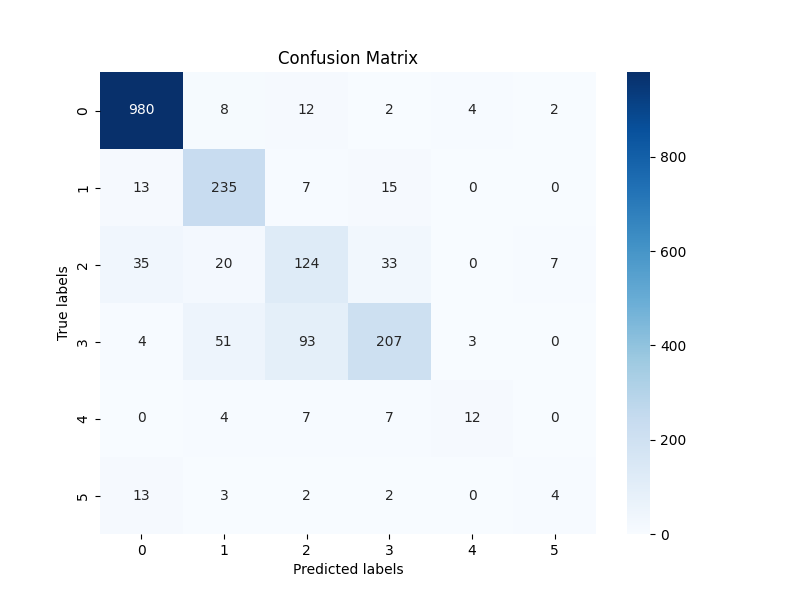 Confusion Matrix
0 980 8 12 2 4 2
1 13 235 7 15 0 0
2 35 20 124 33 0 7
3 4 51 93 207 3 0
4 0 4 7 7 12 0
5 13 3 2 2 0 4
0 1 2 3 4 5
Predicted labels
True labels
800
600
400
200
0